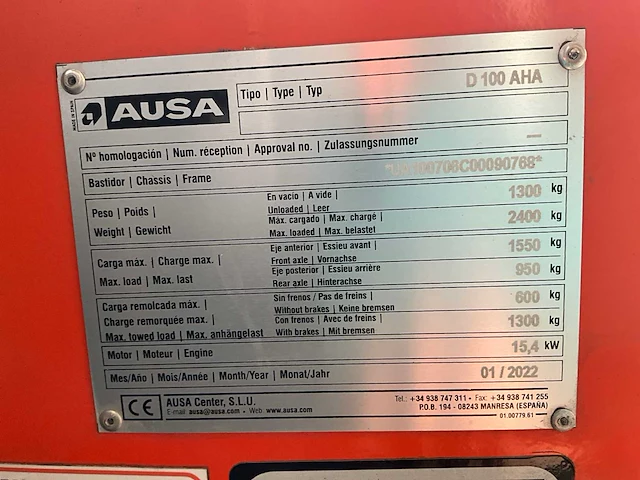 MADE IN SPAIN
AUSA
Tipo | Type | Typ D 100 AHA
Nº homologación | Num. réception | Approval no. | Zulassungsnummer —
Bastidor | Chassis | Frame
Peso | Poids |
Weight | Gewicht
En vacío | A vide |
Unloaded | Leer 1300 kg
Máx. cargado | Max. chargé |
Max. loaded | Max. belastet 2400 kg
Carga máx. | Charge max. |
Max. load | Max. last
Eje anterior | Essieu avant |
Front axle | Vornachse 1550 kg
Eje posterior | Essieu arrière
Rear axle | Hinterachse 950 kg
Carga remolcada máx. |
Charge remorquée max. |
Max. towed load | Max. anhängelast
Sin frenos / Pas de freins |
Without brakes | Keine bremsen 600 kg
Con frenos | Avec de freins |
With brakes | Mit bremsen 1300 kg
Motor | Moteur | Engine 15,4 kW
Mes/Año | Mois/Année | Month/Year | Monat/Jahr 01 / 2022
CE
AUSA Center, S.L.U.
E-mail: ausa@ausa.com • Web: www.ausa.com
Tel.: +34 938 747 311 • Fax: +34 938 741 255
P.O.B. 194 - 08243 MANRESA (ESPAÑA)
01.00779.61